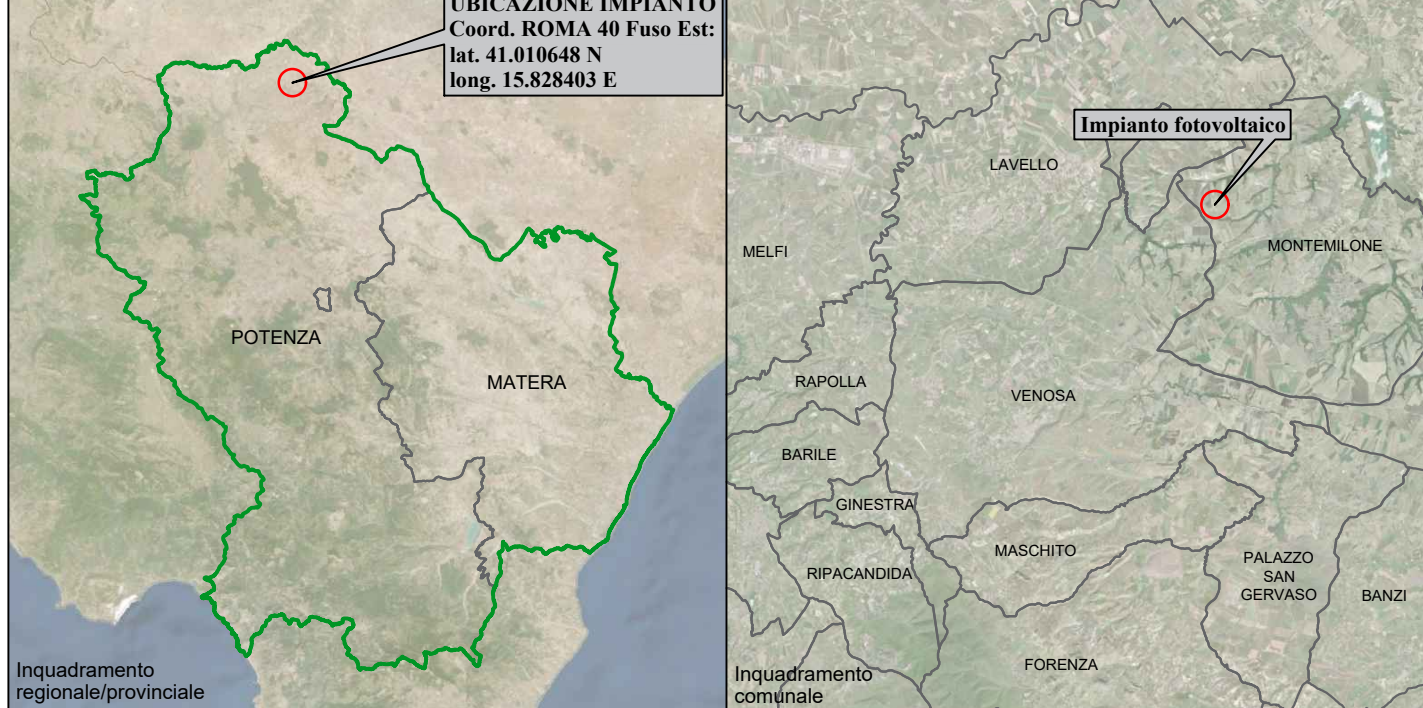 UBICAZIONE IMPIANTO
Coord. ROMA 40 Fuso Est:
lat. 41.010648 N
long. 15.828403 E
POTENZA
MATERA
Inquadramento
regionale/provinciale
Impianto fotovoltaico
LAVELLO
MELFI
MONTEMILONE
RAPOLLA
VENOSA
BARILE
GINESTRA
MASCHITO
RIPACANDIDA
PALAZZO
SAN
GERVASO
BANZI
FORENZA
Inquadramento
comunale